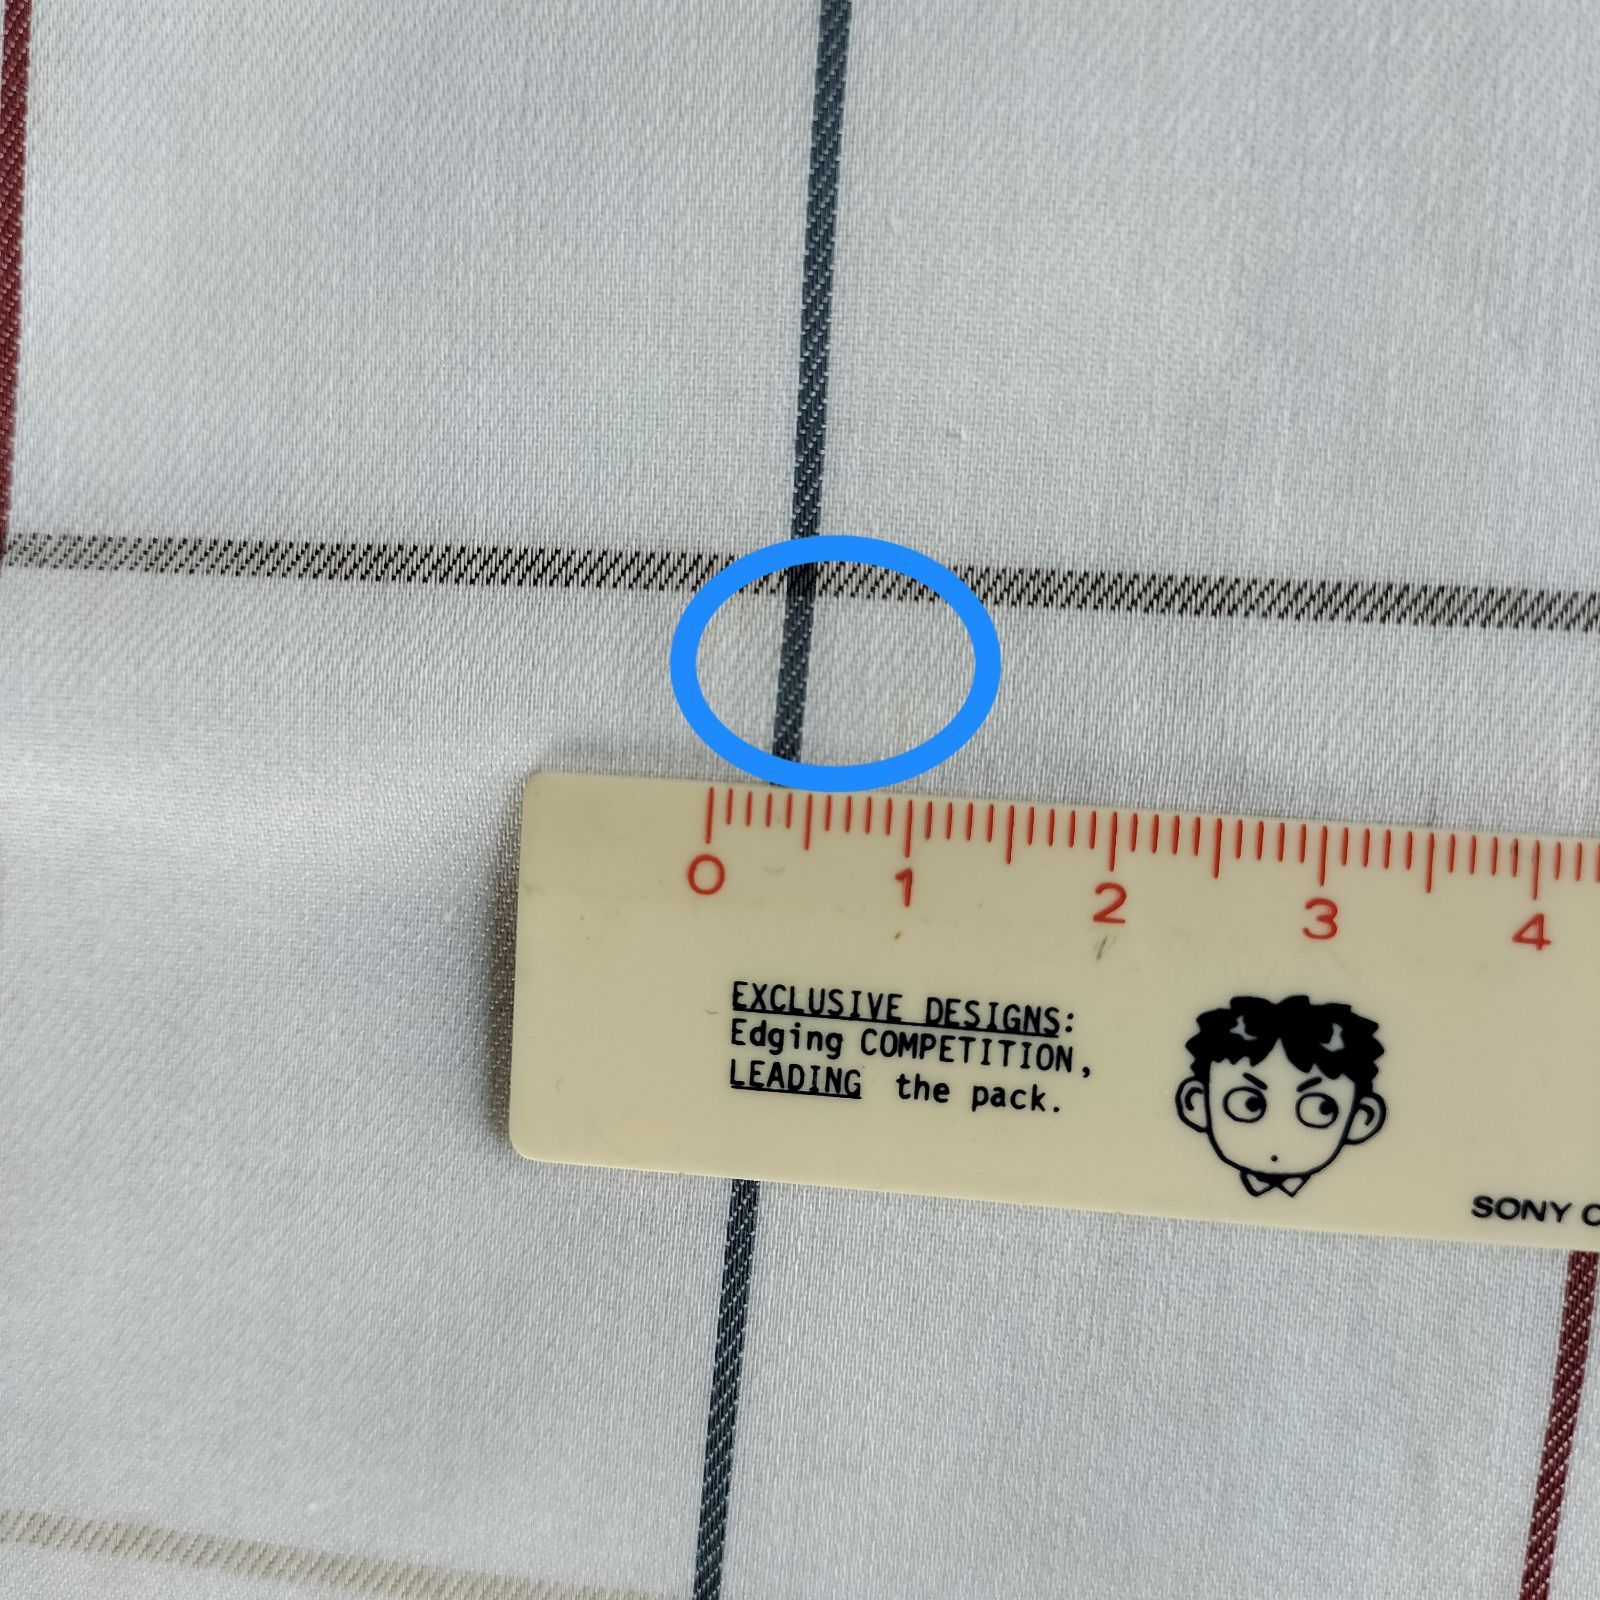 0 1 2 3 4
EXCLUSIVE DESIGNS:
Edging COMPETITION,
LEADING the pack.
SONY C